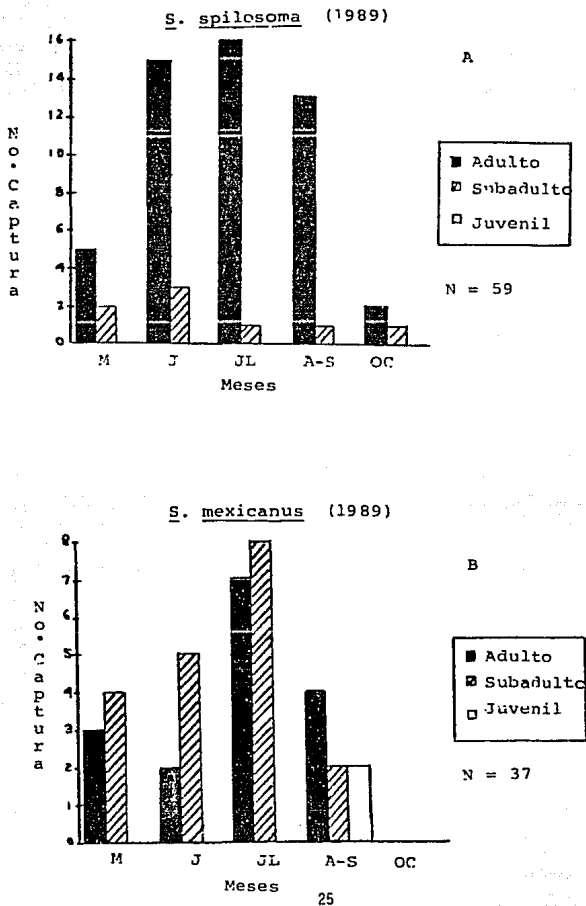 S. spilosoma (1989)
A
No. Captura
16
14
12
10
8
6
4
2
0
M J JL A-S OC
Meses
Adulto
Subadulto
Juvenil
N = 59
S. mexicanus (1989)
B
No. Captura
8
7
6
5
4
3
2
1
0
M J JL A-S OC
Meses
Adulto
Subadulto
Juvenil
N = 37
25